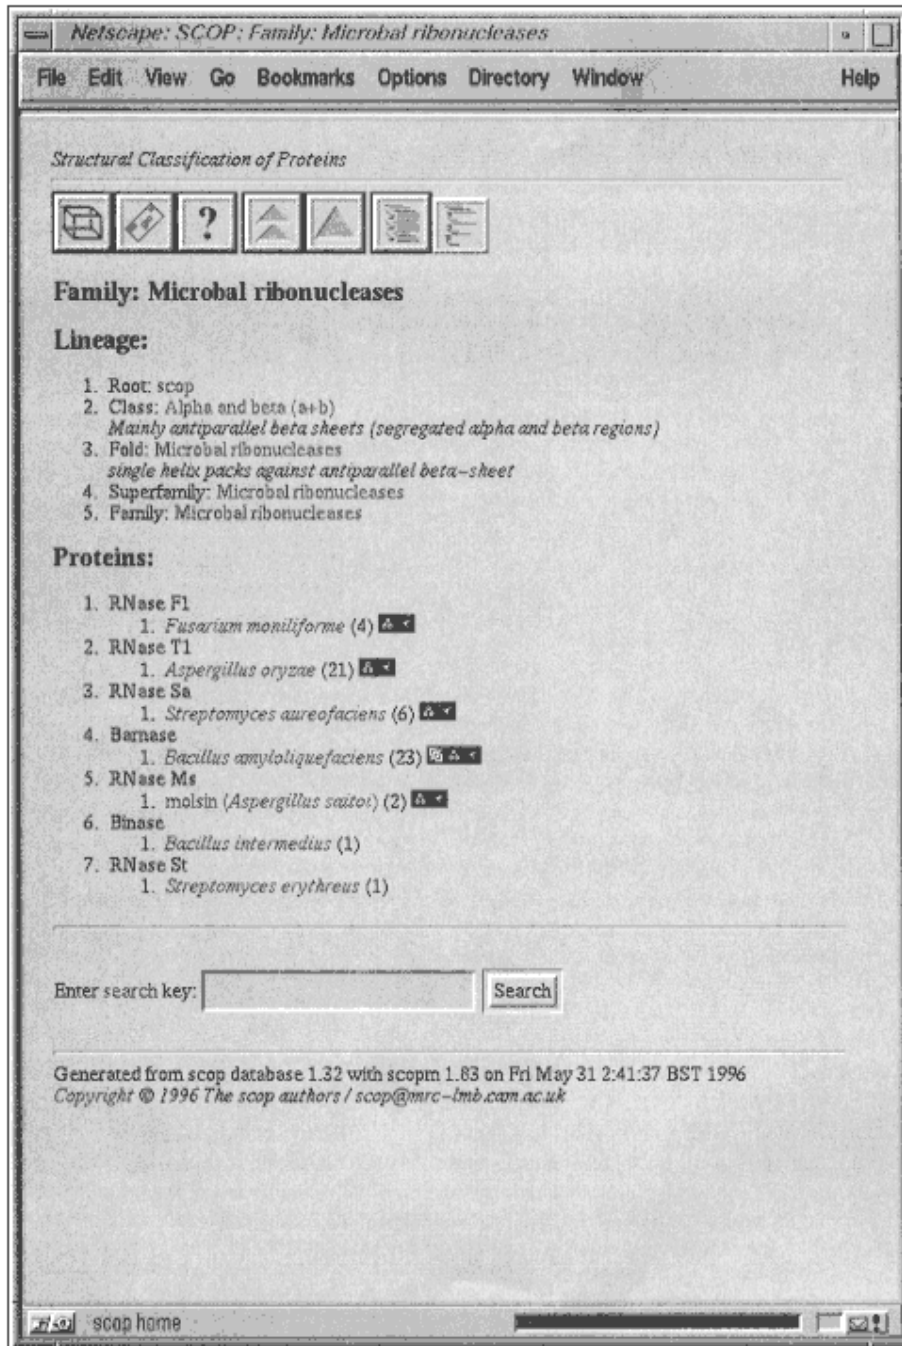 Netscape: SCOP: Family: Microbal ribonucleases
File Edit View Go Bookmarks Options Directory Window Help
Structural Classification of Proteins
?
Family: Microbal ribonucleases
Lineage:
1. Root: scop
2. Class: Alpha and beta (a+b)
Mainly antiparallel beta sheets (segregated alpha and beta regions)
3. Fold: Microbal ribonucleases
single helix packs against antiparallel beta-sheet
4. Superfamily: Microbal ribonucleases
5. Family: Microbal ribonucleases
Proteins:
1. RNase F1
1. Fusarium moniliforme (4)
2. RNase T1
1. Aspergillus oryzae (21)
3. RNase Sa
1. Streptomyces aureofaciens (6)
4. Barnase
1. Bacillus amyloliquefaciens (23)
5. RNase Ms
1. molsin (Aspergillus saitoi) (2)
6. Binase
1. Bacillus intermedius (1)
7. RNase St
1. Streptomyces erythreus (1)
Enter search key: Search
Generated from scop database 1.32 with scopm 1.83 on Fri May 31 2:41:37 BST 1996
Copyright © 1996 The scop authors / scop@mrc-lmb.cam.ac.uk
scop home